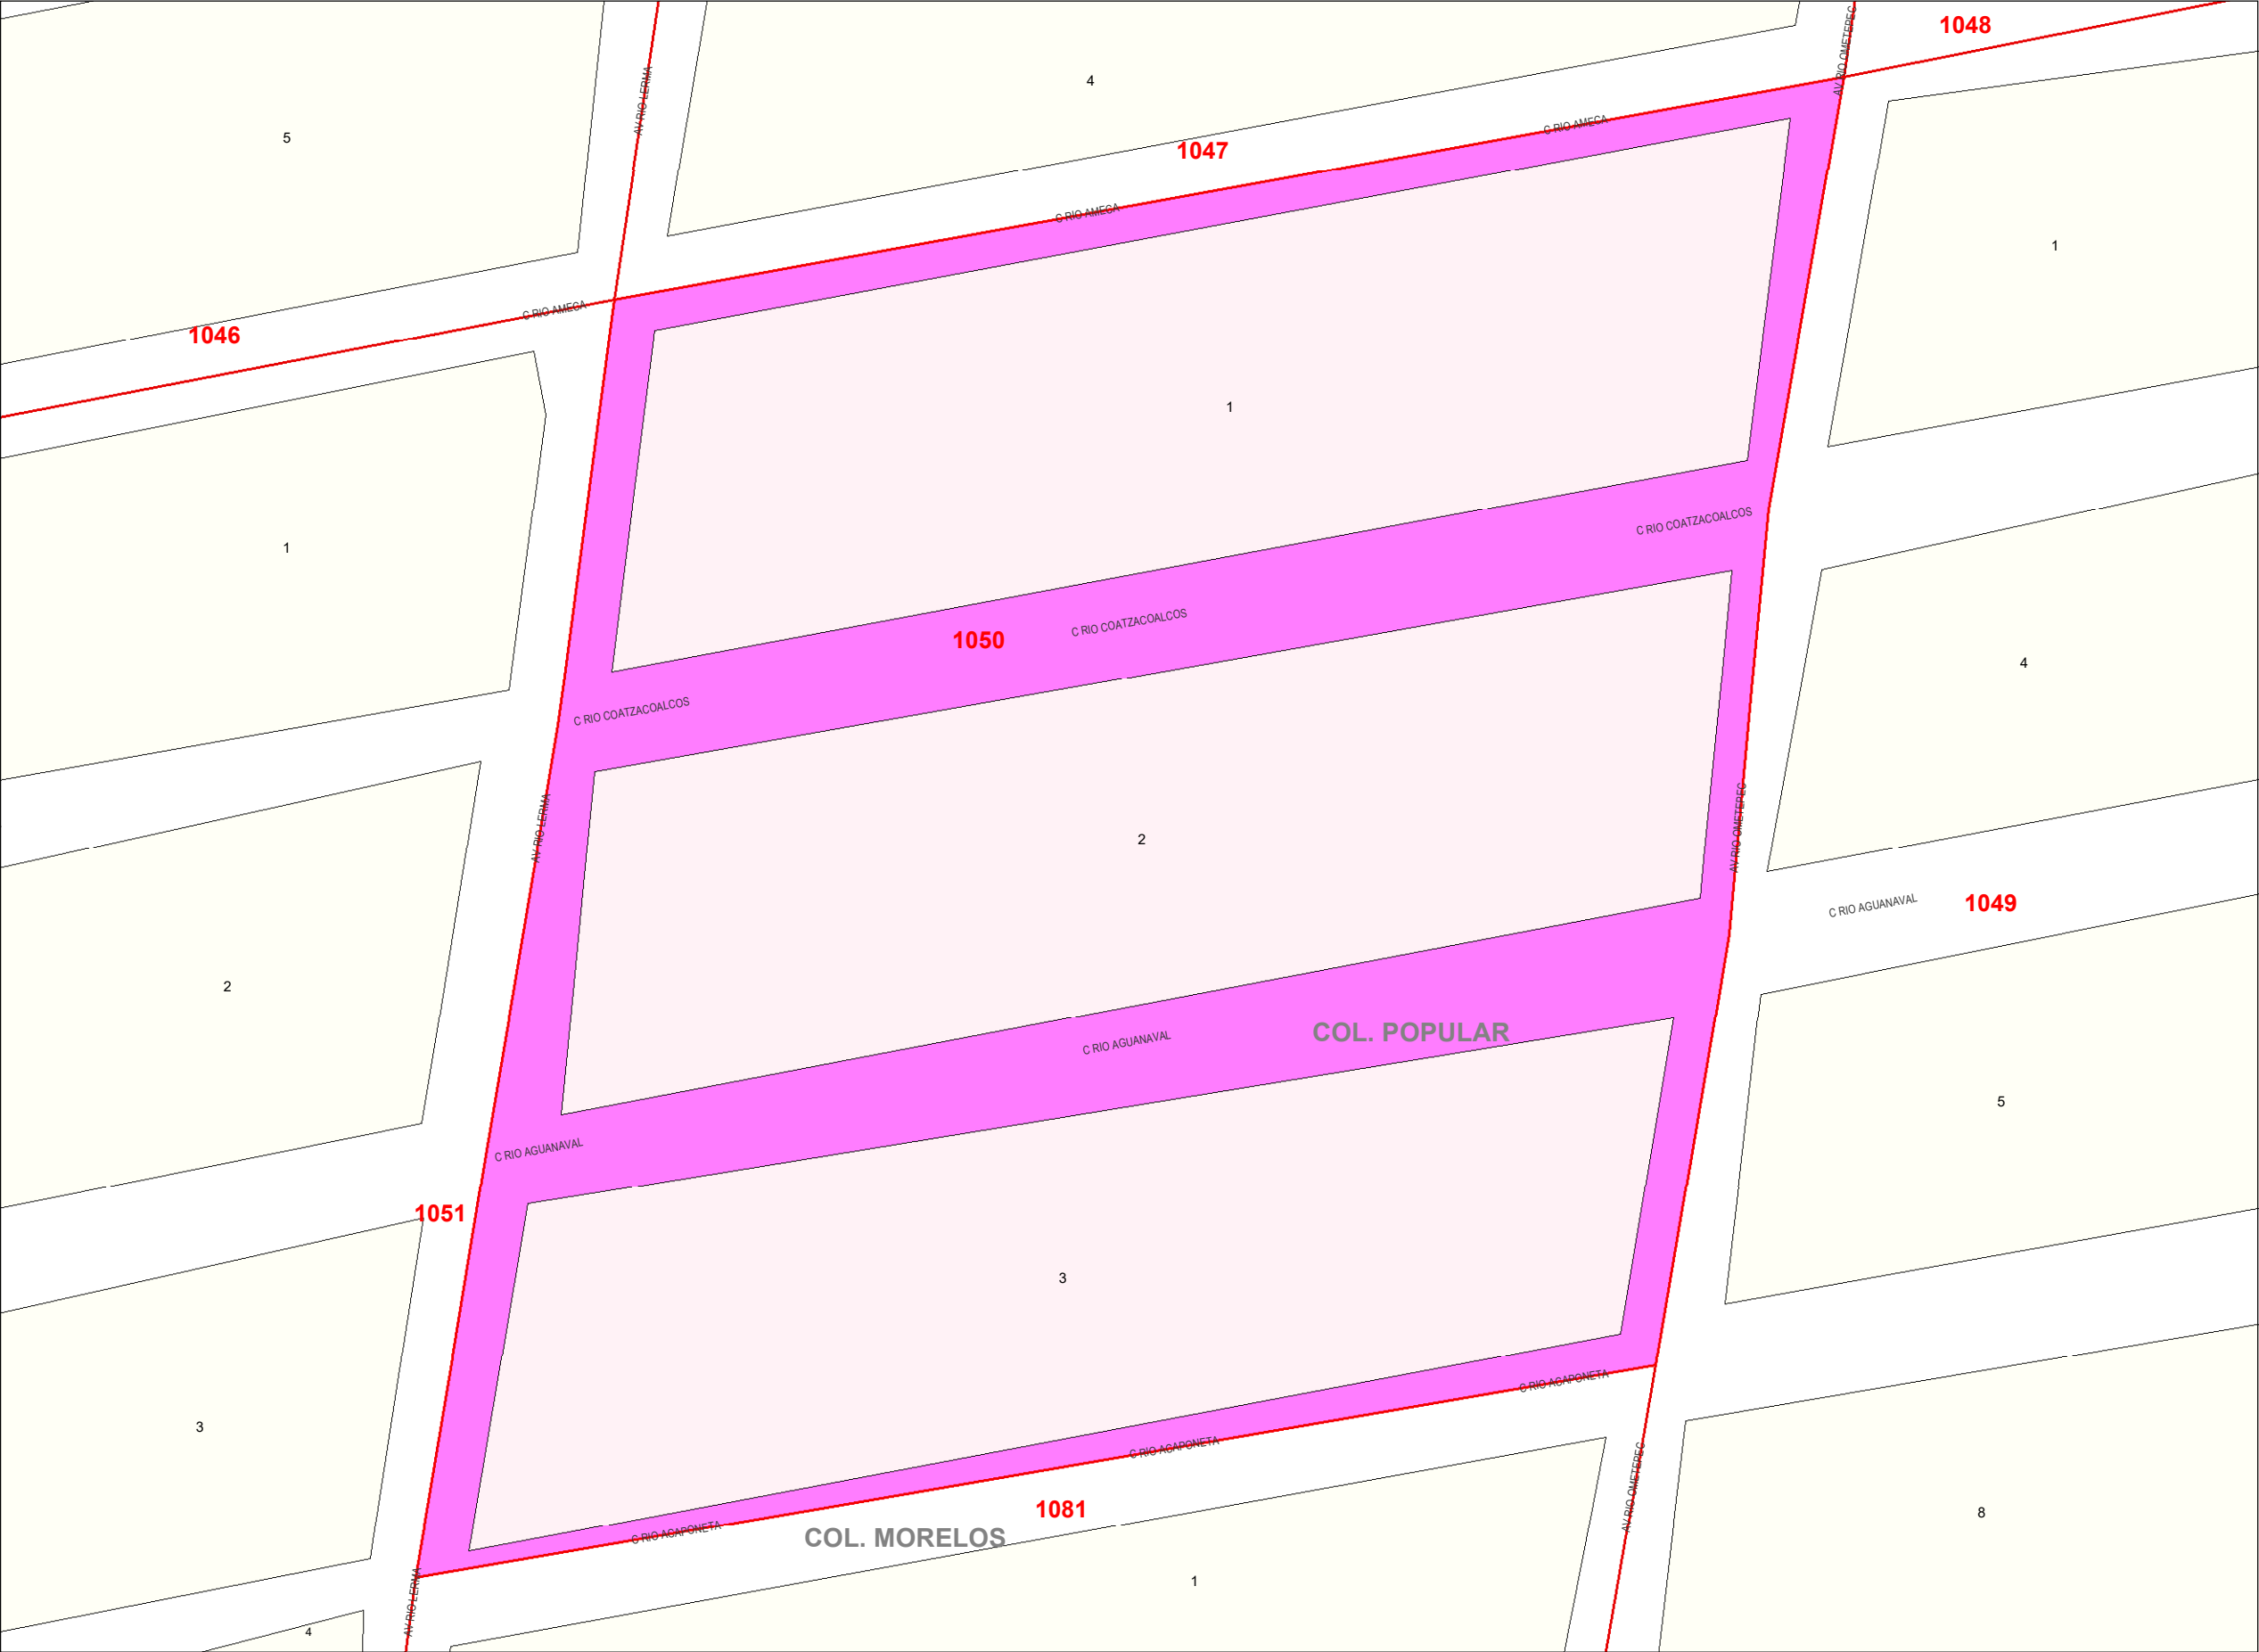 AV RIO OMETEPEC
1048
AV RIO LERMA
4
5
C RIO AMECA
1047
C RIO AMECA
1
C RIO AMECA
1046
1
C RIO COATZACOALCOS
1
C RIO COATZACOALCOS
1050
4
C RIO COATZACOALCOS
AV RIO LERMA
2
AV RIO OMETEPEC
C RIO AGUANAVAL
1049
2
COL. POPULAR
C RIO AGUANAVAL
5
C RIO AGUANAVAL
1051
3
C RIO ACAPONETA
3
C RIO ACAPONETA
AV RIO OMETEPEC
1081
8
C RIO ACAPONETA
COL. MORELOS
1
AV RIO LERMA
4